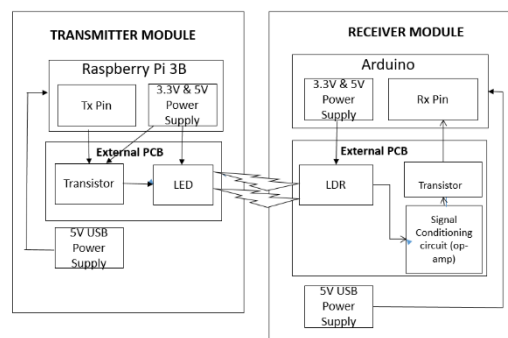 TRANSMITTER MODULE
Raspberry Pi 3B
Tx Pin
3.3V & 5V
Power
Supply
External PCB
Transistor
LED
5V USB
Power
Supply
RECEIVER MODULE
Arduino
3.3V & 5V
Power
Supply
Rx Pin
External PCB
LDR
Transistor
Signal
Conditioning
circuit (op-
amp)
5V USB
Power
Supply